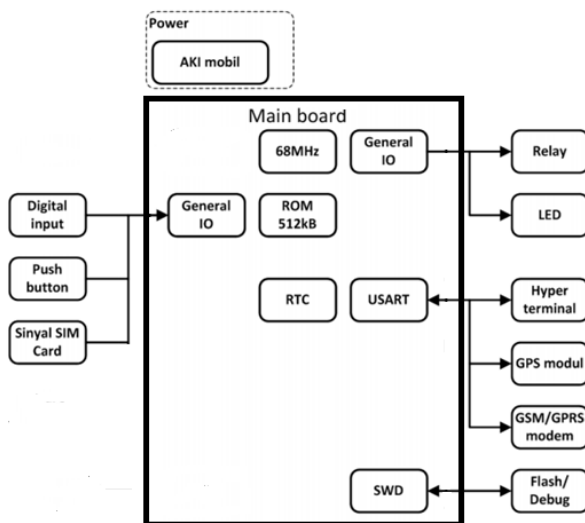 Power
AKI mobil
Main board
68MHz
General
IO
Relay
Digital
input
General
IO
ROM
512kB
LED
Push
button
RTC
USART
Hyper
terminal
Sinyal SIM
Card
GPS modul
GSM/GPRS
modem
SWD
Flash/
Debug